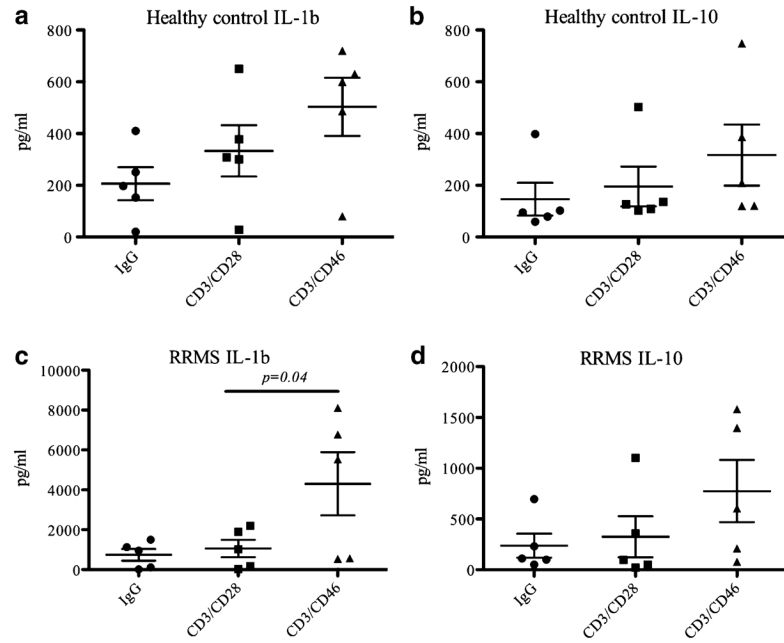 a
Healthy control IL-1b
800
600
400
200
0
pg/ml
IgG
CD3/CD28
CD3/CD46
b
Healthy control IL-10
800
600
400
200
0
pg/ml
IgG
CD3/CD28
CD3/CD46
c
RRMS IL-1b
p=0.04
10000
8000
6000
4000
2000
0
pg/ml
IgG
CD3/CD28
CD3/CD46
d
RRMS IL-10
2000
1500
1000
500
0
pg/ml
IgG
CD3/CD28
CD3/CD46